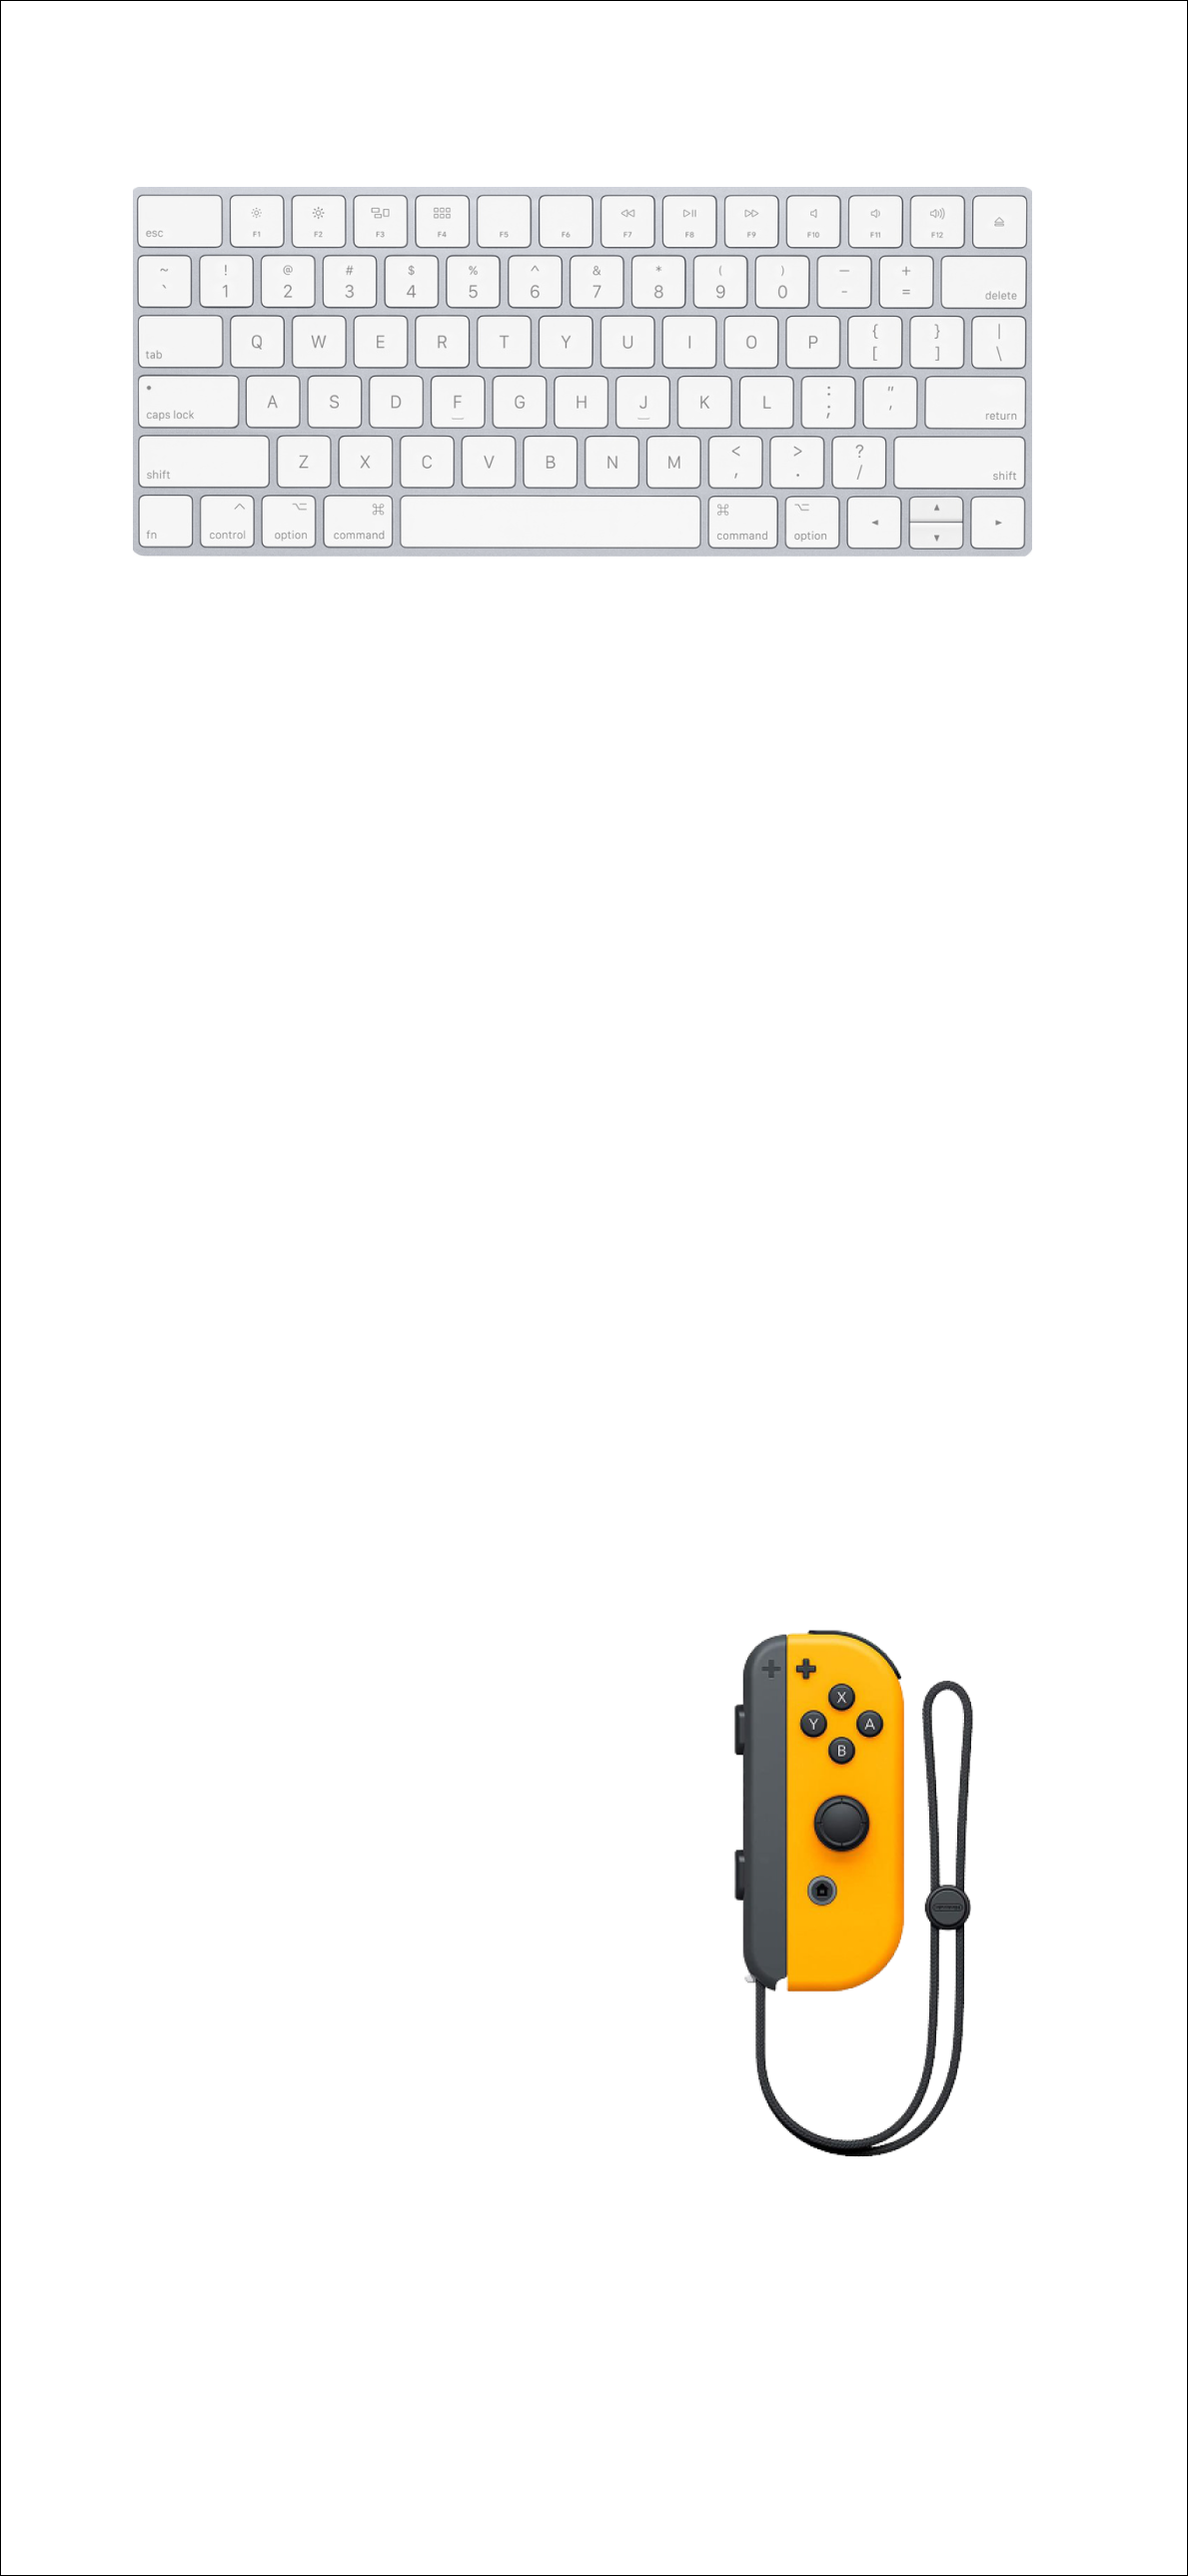 esc F1 F2 F3 F4 F5 F6 F7 F8 F9 F10 F11 F12
~ ! @ # $ % ^ & * ( ) — +
` 1 2 3 4 5 6 7 8 9 0 - = delete
tab Q W E R T Y U I O P { [ } ] | \
caps lock A S D F G H J K L : ; " ' return
shift Z X C V B N M < , > . ? / shift
fn control option command command option
X
Y A
B